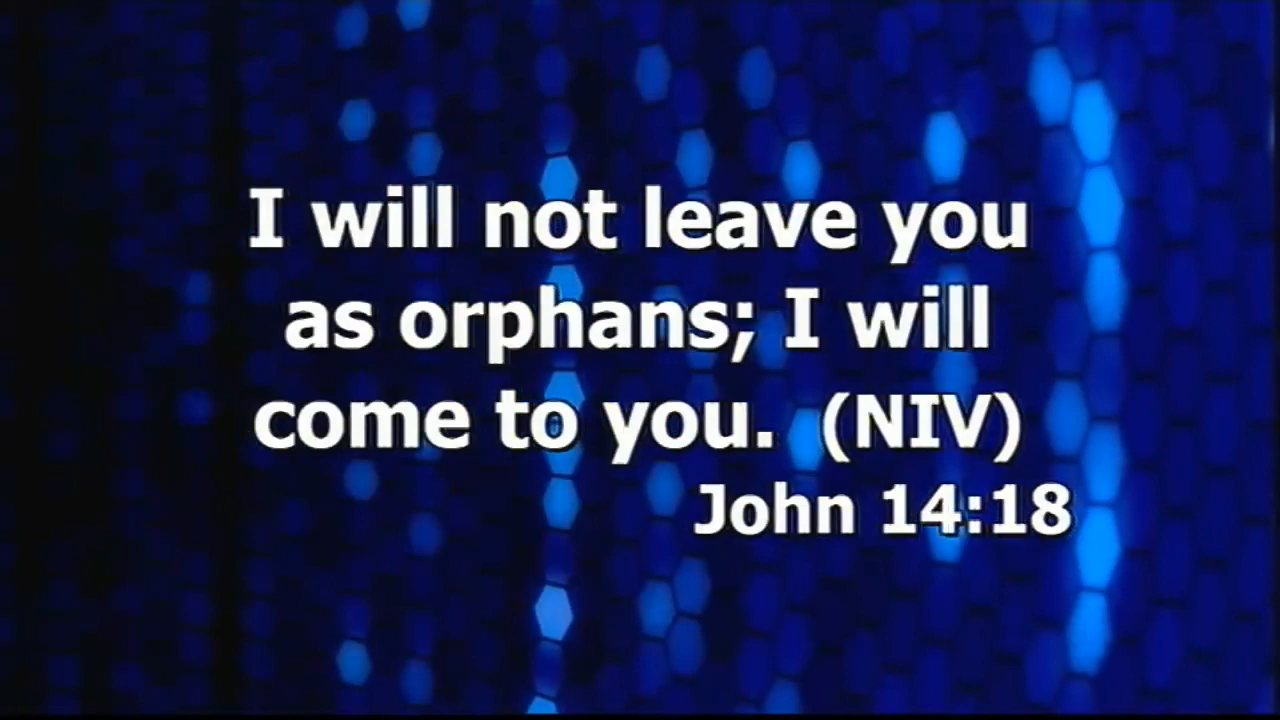 I will not leave you
as orphans; I will
come to you.  (NIV)
John 14:18